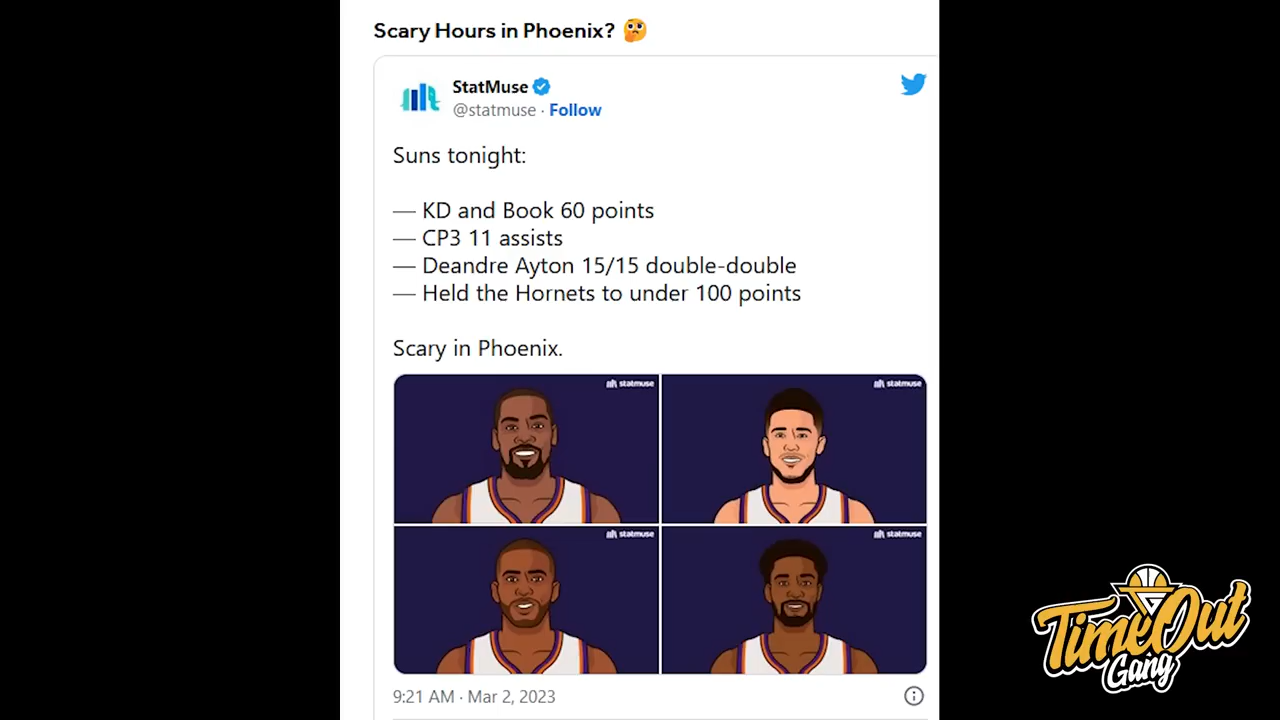 Scary Hours in Phoenix? 🤔
StatMuse
@statmuse · Follow
Suns tonight:
— KD and Book 60 points
— CP3 11 assists
— Deandre Ayton 15/15 double-double
— Held the Hornets to under 100 points
Scary in Phoenix.
statmuse
statmuse
statmuse
statmuse
9:21 AM · Mar 2, 2023
TimeOut
Gang